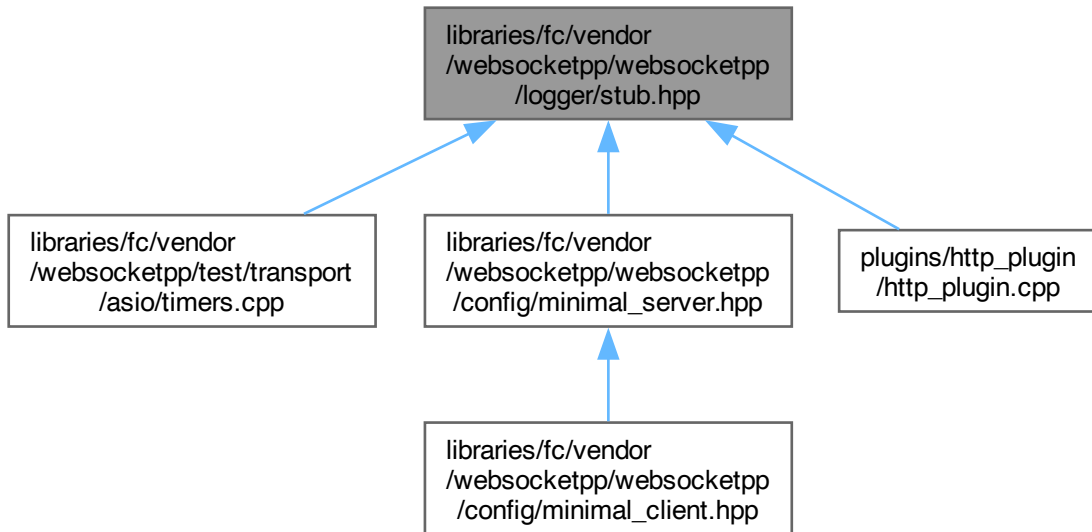 libraries/fc/vendor
/websocketpp/websocketpp
/logger/stub.hpp
libraries/fc/vendor
/websocketpp/test/transport
/asio/timers.cpp
libraries/fc/vendor
/websocketpp/websocketpp
/config/minimal_server.hpp
plugins/http_plugin
/http_plugin.cpp
libraries/fc/vendor
/websocketpp/websocketpp
/config/minimal_client.hpp